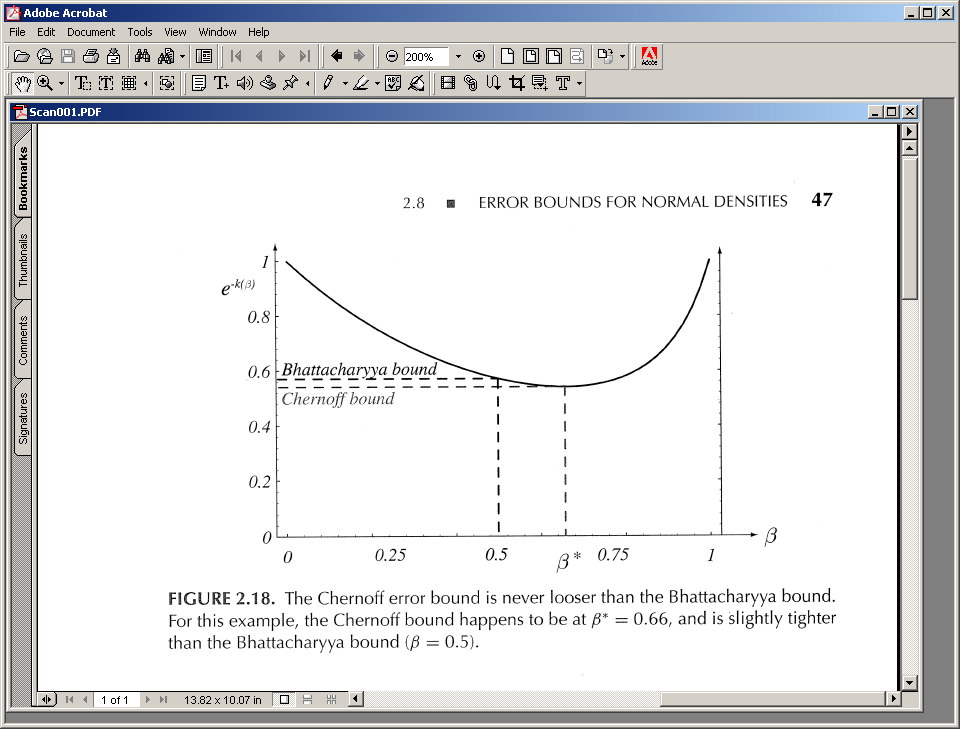 Adobe Acrobat
File Edit Document Tools View Window Help
200%
Adobe
Scan001.PDF
Bookmarks
Thumbnails
Comments
Signatures
2.8 ■ ERROR BOUNDS FOR NORMAL DENSITIES 47
1
e^-k(β)
0.8
0.6
Bhattacharyya bound
Chernoff bound
0.4
0.2
0
β
0 0.25 0.5 β* 0.75 1
FIGURE 2.18. The Chernoff error bound is never looser than the Bhattacharyya bound.
For this example, the Chernoff bound happens to be at β* = 0.66, and is slightly tighter
than the Bhattacharyya bound (β = 0.5).
1 of 1 13.82 x 10.07 in